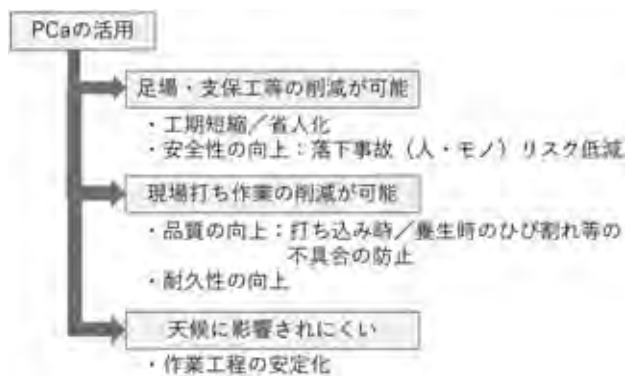 PCaの活用
足場・支保工等の削減が可能
・工期短縮／省人化
・安全性の向上：落下事故（人・モノ）リスク低減
現場打ち作業の削減が可能
・品質の向上：打ち込み時／養生時のひび割れ等の
不具合の防止
・耐久性の向上
天候に影響されにくい
・作業工程の安定化